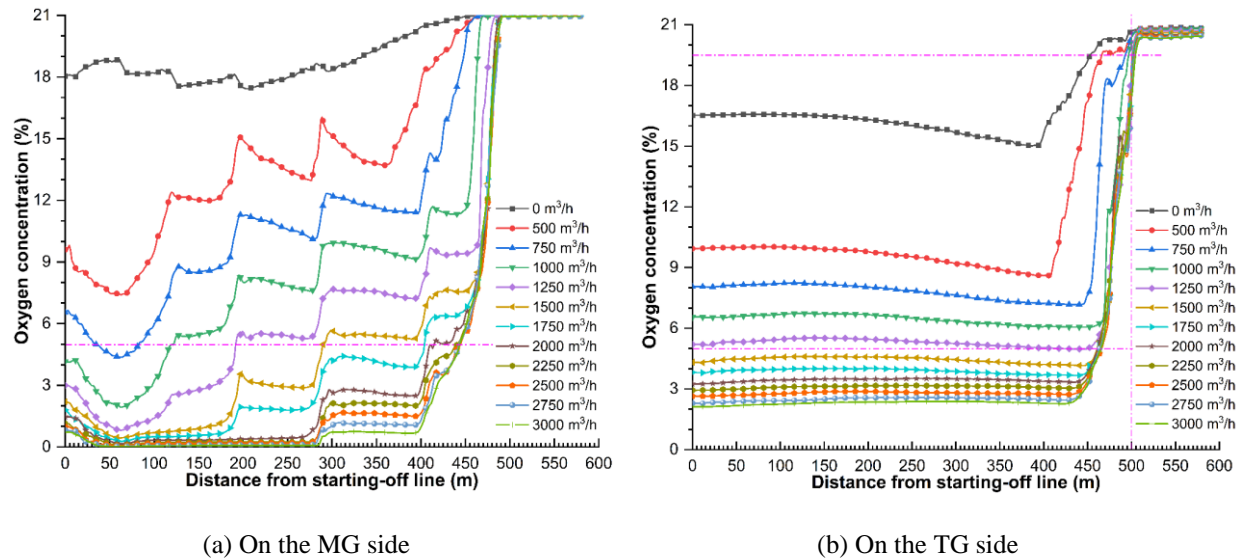 21
18
15
12
9
6
3
0
Oxygen concentration (%)
0 m³/h
500 m³/h
750 m³/h
1000 m³/h
1250 m³/h
1500 m³/h
1750 m³/h
2000 m³/h
2250 m³/h
2500 m³/h
2750 m³/h
3000 m³/h
0 50 100 150 200 250 300 350 400 450 500 550 600
Distance from starting-off line (m)
(a) On the MG side
21
18
15
12
9
6
3
0
Oxygen concentration (%)
0 m³/h
500 m³/h
750 m³/h
1000 m³/h
1250 m³/h
1500 m³/h
1750 m³/h
2000 m³/h
2250 m³/h
2500 m³/h
2750 m³/h
3000 m³/h
0 50 100 150 200 250 300 350 400 450 500 550 600
Distance from starting-off line (m)
(b) On the TG side